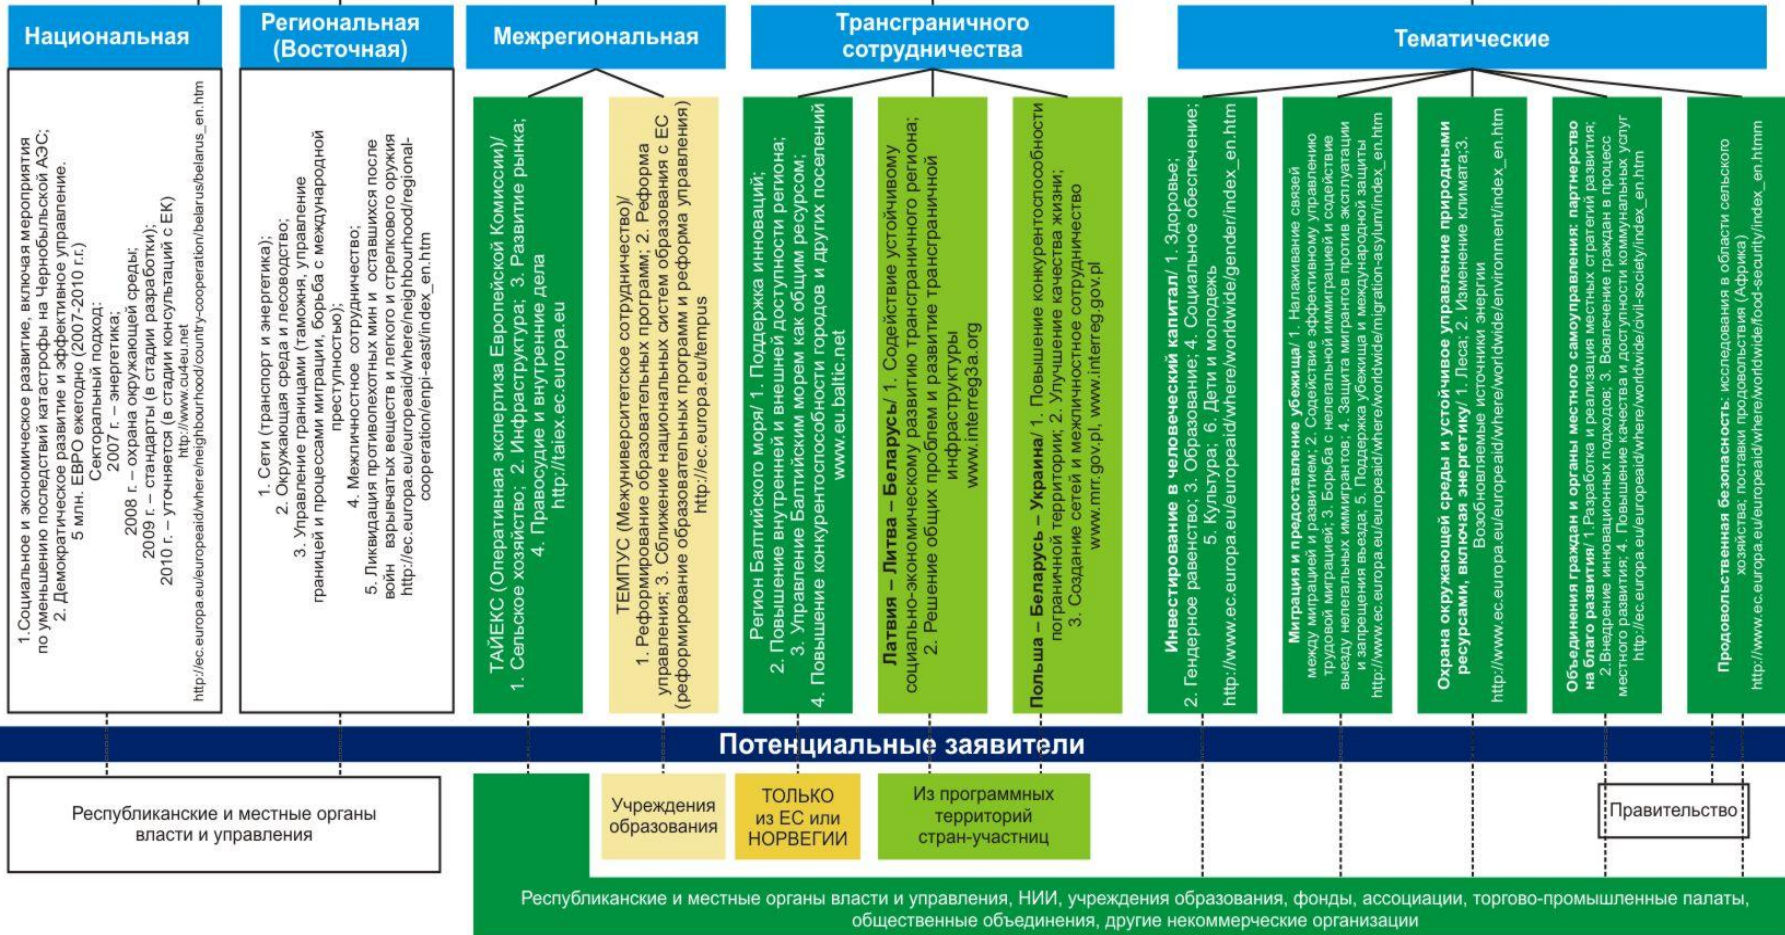 Национальная
Региональная
(Восточная)
Межрегиональная
Трансграничного
сотрудничества
Тематические
1.Социальное и экономическое развитие, включая мероприятия
по уменьшению последствий катастрофы на Чернобыльской АЭС;
2. Демократическое развитие и эффективное управление.
5 млн. ЕВРО ежегодно (2007-2010 г.г.)
Секторальный подход:
2007 г. – энергетика;
2008 г. – охрана окружающей среды;
2009 г. – стандарты (в стадии разработки);
2010 г. – уточняется (в стадии консультаций с ЕК)
http://www.cu4eu.net
http://ec.europa.eu/europeaid/where/neighbourhood/country-cooperation/belarus/belarus_en.htm
1. Сети (транспорт и энергетика);
2. Окружающая среда и лесоводство;
3. Управление границами (таможня, управление
границей и процессами миграции, борьба с международной
преступностью);
4. Межличностное сотрудничество;
5. Ликвидация противопехотных мин и оставшихся после
войн взрывчатых веществ и легкого и стрелкового оружия
http://ec.europa.eu/europeaid/where/neighbourhood/regional-
cooperation/enpi-east/index_en.htm
ТАЙЕКС (Оперативная экспертиза Европейской Комиссии)/
1. Сельское хозяйство; 2. Инфраструктура; 3. Развитие рынка;
4. Правосудие и внутренние дела
http://taiex.ec.europa.eu
ТЕМПУС (Межуниверситетское сотрудничество)/
1. Реформирование образовательных программ; 2. Реформа
управления; 3. Сближение национальных систем образования с ЕС
(реформирование образовательных программ и реформа управления)
http://ec.europa.eu/tempus
Регион Балтийского моря/ 1. Поддержка инноваций;
2. Повышение внутренней и внешней доступности региона;
3. Управление Балтийским морем как общим ресурсом;
4. Повышение конкурентоспособности городов и других поселений
www.eu.baltic.net
Латвия – Литва – Беларусь/ 1. Содействие устойчивому
социально-экономическому развитию трансграничного региона;
2. Решение общих проблем и развитие трансграничной
инфраструктуры
www.interreg3a.org
Польша – Беларусь – Украина/ 1. Повышение конкурентоспособности
пограничной территории; 2. Улучшение качества жизни;
3. Создание сетей и межличностное сотрудничество
www.mrr.gov.pl, www.interreg.gov.pl
Инвестирование в человеческий капитал/ 1. Здоровье;
2. Гендерное равенство; 3. Образование; 4. Социальное обеспечение;
5. Культура; 6. Дети и молодежь
http://www.ec.europa.eu/europeaid/where/worldwide/gender/index_en.htm
Миграция и предоставление убежища/ 1. Налаживание связей
между миграцией и развитием; 2. Содействие эффективному управлению
трудовой миграцией; 3. Борьба с нелегальной иммиграцией и содействие
выезду нелегальных иммигрантов; 4. Защита мигрантов против эксплуатации
и запрещения въезда; 5. Поддержка убежища и международной защиты
http://www.ec.europa.eu/europeaid/where/worldwide/migration-asylum/index_en.htm
Охрана окружающей среды и устойчивое управление природными
ресурсами, включая энергетику/ 1. Леса; 2. Изменение климата;3.
Возобновляемые источники энергии
http://www.ec.europa.eu/europeaid/where/worldwide/environment/index_en.htm
Объединения граждан и органы местного самоуправления: партнерство
на благо развития/ 1.Разработка и реализация местных стратегий развития;
2.Внедрение инновационных подходов; 3. Вовлечение граждан в процесс
местного развития; 4. Повышение качества и доступности коммунальных услуг
http://ec.europa.eu/europeaid/where/worldwide/civil-society/index_en.htm
Продовольственная безопасность: исследования в области сельского
хозяйства; поставки продовольствия (Африка)
http://www.ec.europa.eu/europeaid/where/worldwide/food-security/index_en.htmm
Потенциальные заявители
Республиканские и местные органы
власти и управления
Учреждения
образования
ТОЛЬКО
из ЕС или
НОРВЕГИИ
Из программных
территорий
стран-участниц
Правительство
Республиканские и местные органы власти и управления, НИИ, учреждения образования, фонды, ассоциации, торгово-промышленные палаты,
общественные объединения, другие некоммерческие организации